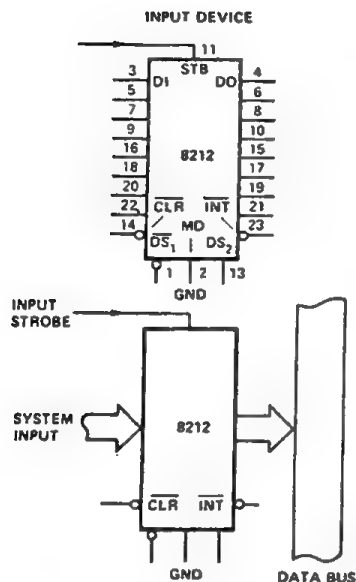 INPUT DEVICE
11
STB
3 DI DO 4
5 6
7 8
9 10
16 15
18 17
20 19
22 21
8212
CLR INT
14 MD 23
DS1 DS2
1 2 13
GND
INPUT STROBE
SYSTEM INPUT
8212
CLR INT
GND
DATA BUS